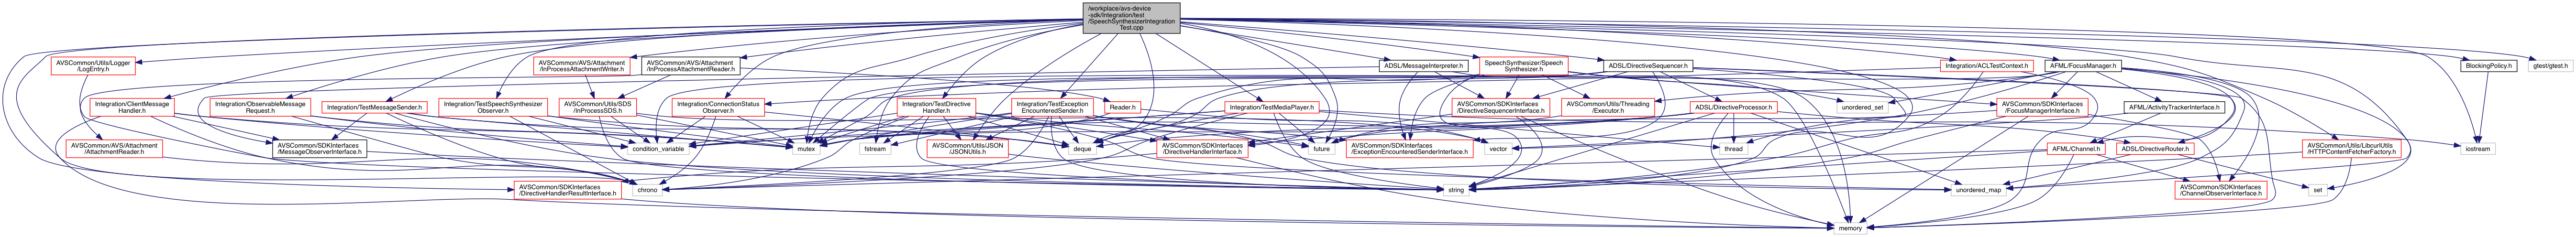 /workplace/avs-device
-sdk/Integration/test
/SpeechSynthesizerIntegration
Test.cpp
AVSCommon/Utils/Logger
/LogEntry.h
AVSCommon/AVS/Attachment
/InProcessAttachmentWriter.h
AVSCommon/AVS/Attachment
/InProcessAttachmentReader.h
ADSL/MessageInterpreter.h
SpeechSynthesizer/Speech
Synthesizer.h
ADSL/DirectiveSequencer.h
Integration/ACLTestContext.h
AFML/FocusManager.h
BlockingPolicy.h
gtest/gtest.h
Integration/ClientMessage
Handler.h
Integration/ObservableMessage
Request.h
Integration/TestMessageSender.h
Integration/TestSpeechSynthesizer
Observer.h
AVSCommon/Utils/SDS
/InProcessSDS.h
Integration/ConnectionStatus
Observer.h
Integration/TestDirective
Handler.h
Integration/TestException
EncounteredSender.h
Reader.h
Integration/TestMediaPlayer.h
AVSCommon/SDKInterfaces
/DirectiveSequencerInterface.h
AVSCommon/Utils/Threading
/Executor.h
ADSL/DirectiveProcessor.h
unordered_set
AVSCommon/SDKInterfaces
/FocusManagerInterface.h
AFML/ActivityTrackerInterface.h
AVSCommon/AVS/Attachment
/AttachmentReader.h
AVSCommon/SDKInterfaces
/MessageObserverInterface.h
condition_variable
mutex
fstream
AVSCommon/Utils/JSON
/JSONUtils.h
deque
AVSCommon/SDKInterfaces
/DirectiveHandlerInterface.h
future
AVSCommon/SDKInterfaces
/ExceptionEncounteredSenderInterface.h
vector
thread
AFML/Channel.h
ADSL/DirectiveRouter.h
AVSCommon/Utils/LibcurlUtils
/HTTPContentFetcherFactory.h
iostream
AVSCommon/SDKInterfaces
/DirectiveHandlerResultInterface.h
chrono
string
unordered_map
AVSCommon/SDKInterfaces
/ChannelObserverInterface.h
set
memory